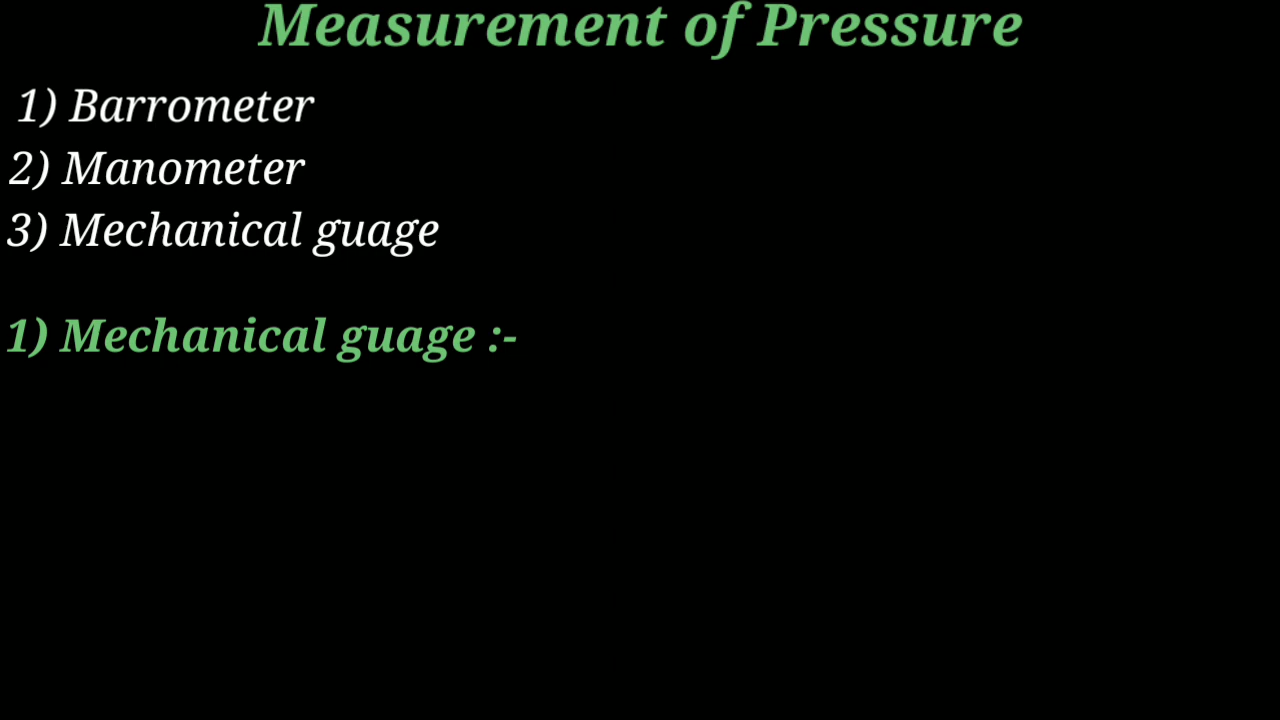 Measurement of Pressure
1) Barrometer
2) Manometer
3) Mechanical guage
1) Mechanical guage :-